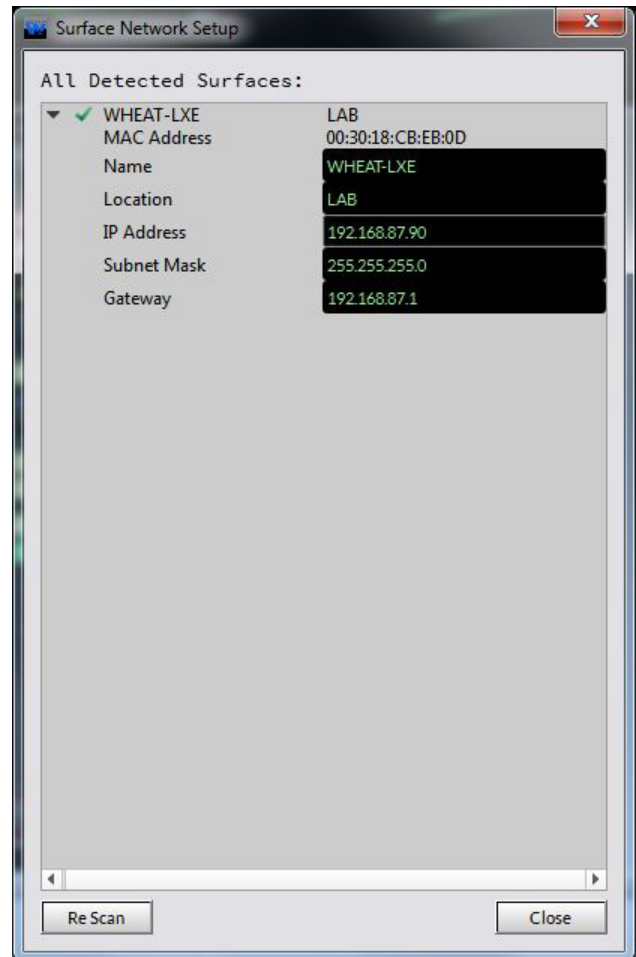 Surface Network Setup
All Detected Surfaces:
WHEAT-LXE LAB
MAC Address 00:30:18:CB:EB:0D
Name WHEAT-LXE
Location LAB
IP Address 192.168.87.90
Subnet Mask 255.255.255.0
Gateway 192.168.87.1
Re Scan Close